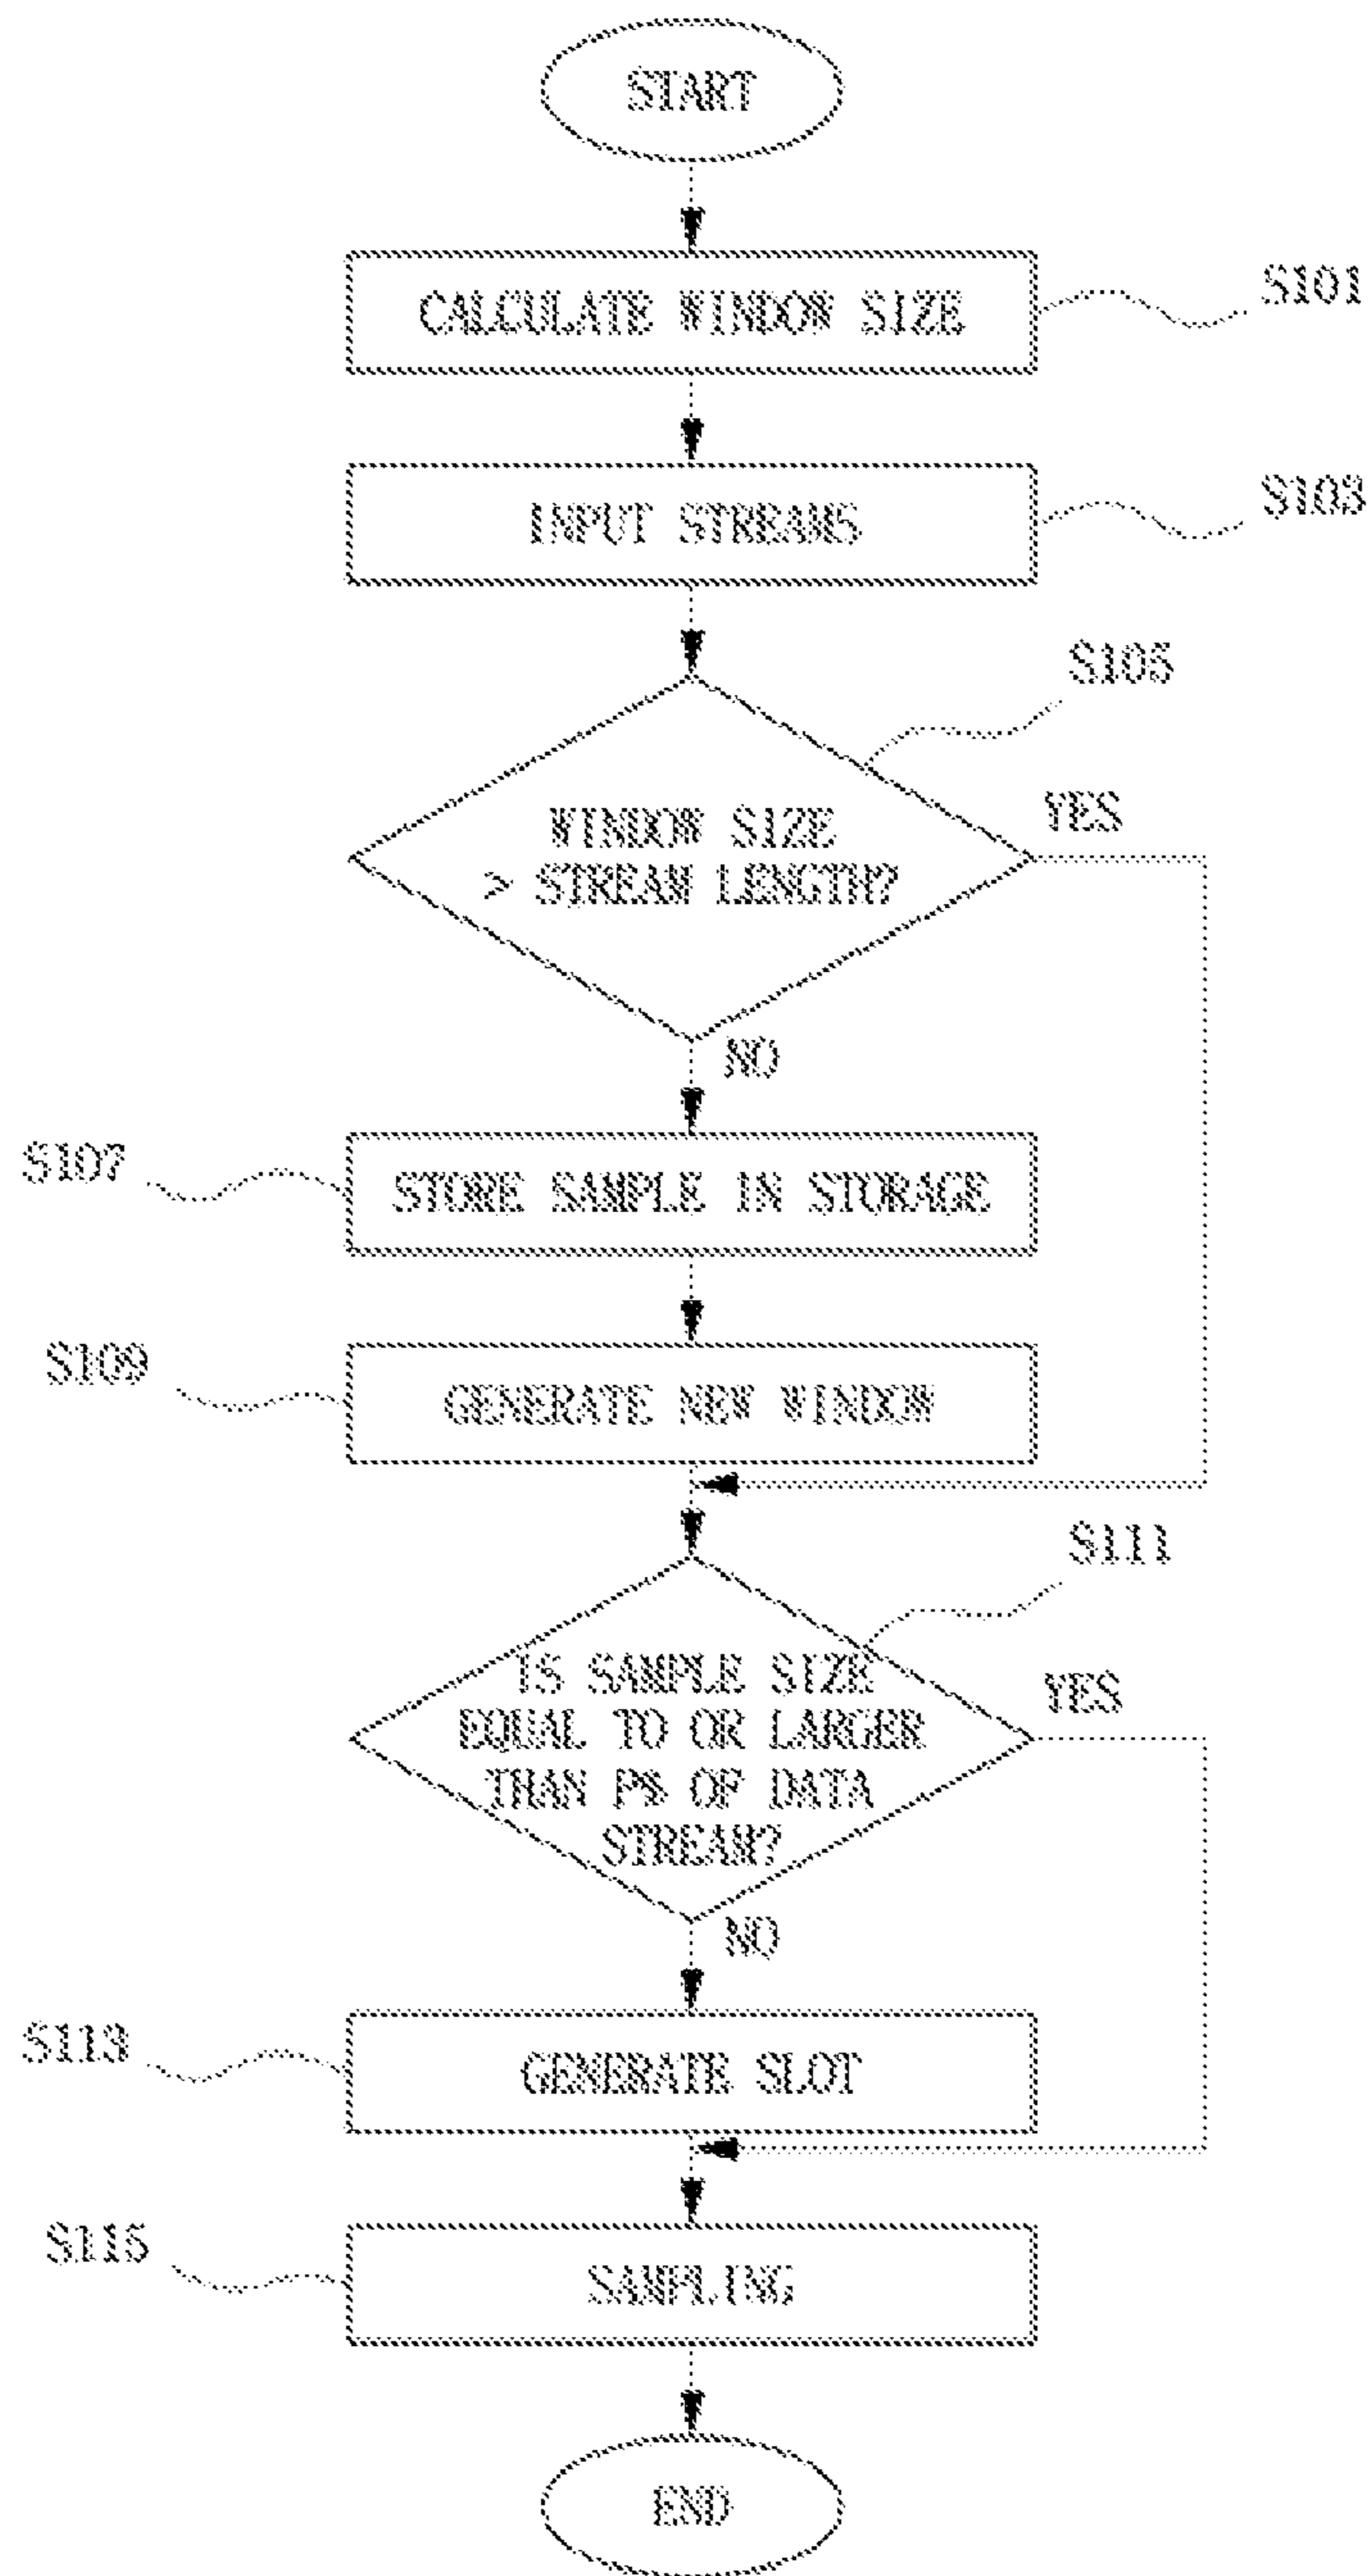 START
CALCULATE WINDOW SIZE
S101
INPUT STREAMS
S103
S105
WINDOW SIZE
> STREAM LENGTH?
YES
NO
S107
STORE SAMPLE IN STORAGE
S109
GENERATE NEW WINDOW
S111
IS SAMPLE SIZE
EQUAL TO OR LARGER
THAN P% OF DATA
STREAM?
YES
NO
S113
GENERATE SLOT
S115
SAMPLING
END